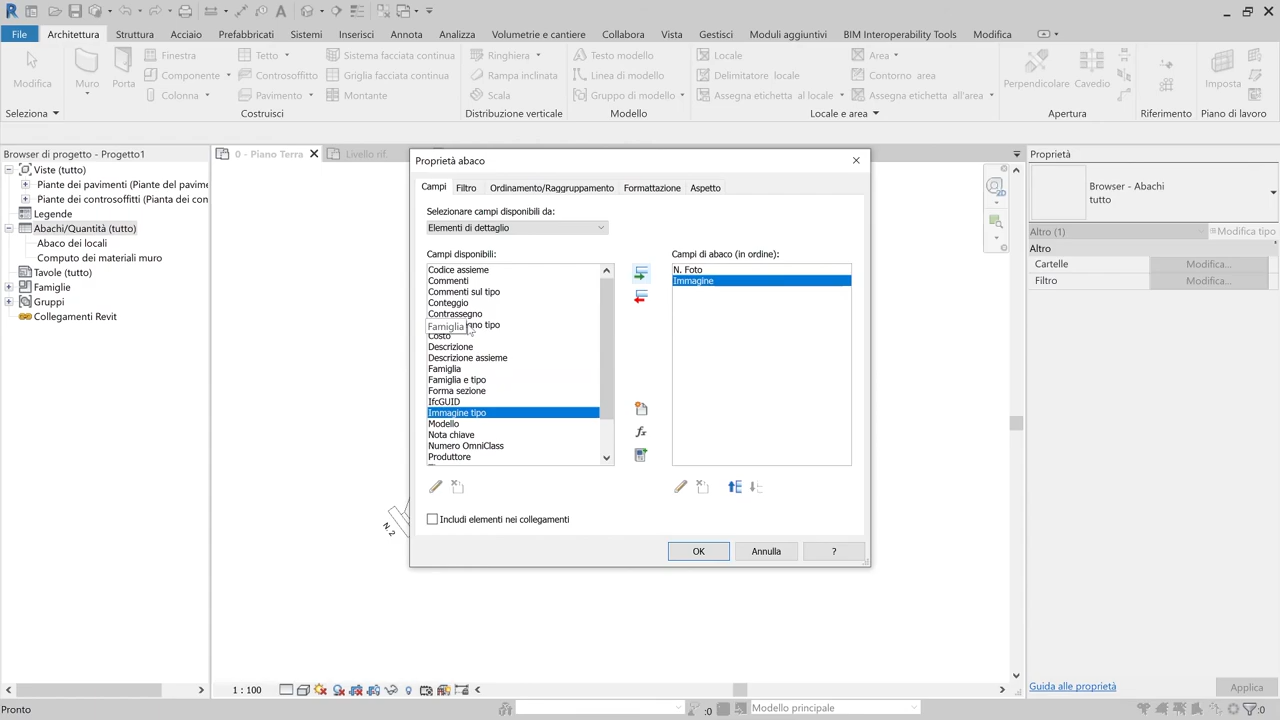 File
Architettura
Struttura
Acciaio
Prefabbricati
Sistemi
Inserisci
Annota
Analizza
Volumetrie e cantiere
Collabora
Vista
Gestisci
Moduli aggiuntivi
BIM Interoperability Tools
Modifica
Modifica
Muro
Porta
Finestra
Componente
Colonna
Tetto
Controsoffitto
Pavimento
Sistema facciata continua
Griglia facciata continua
Montante
Ringhiera
Rampa inclinata
Scala
Testo modello
Linea di modello
Gruppo di modello
Locale
Delimitatore locale
Assegna etichetta al locale
Area
Contorno area
Assegna etichetta all'area
Perpendicolare
Cavedio
Imposta
Seleziona
Costruisci
Distribuzione verticale
Modello
Locale e area
Apertura
Riferimento
Piano di lavoro
Browser di progetto - Progetto1
Viste (tutto)
Piante dei pavimenti (Piante del pavime
Piante dei controsoffitti (Pianta dei con
Legende
Abachi/Quantità (tutto)
Abaco dei locali
Computo dei materiali muro
Tavole (tutto)
Famiglie
Gruppi
Collegamenti Revit
0 - Piano Terra
Livello rif.
N. 2
Proprietà abaco
Campi
Filtro
Ordinamento/Raggruppamento
Formattazione
Aspetto
Selezionare campi disponibili da:
Elementi di dettaglio
Campi disponibili:
Codice assieme
Commenti
Commenti sul tipo
Conteggio
Contrassegno
Famiglia
no tipo
Costo
Descrizione
Descrizione assieme
Famiglia
Famiglia e tipo
Forma sezione
IfcGUID
Immagine tipo
Modello
Nota chiave
Numero OmniClass
Produttore
Campi di abaco (in ordine):
N. Foto
Immagine
Includi elementi nei collegamenti
OK
Annulla
?
Proprietà
Browser - Abachi
tutto
Altro (1)
Modifica tipo
Altro
Cartelle
Modifica...
Filtro
Modifica...
Guida alle proprietà
Applica
1 : 100
Pronto
:0
Modello principale
:0